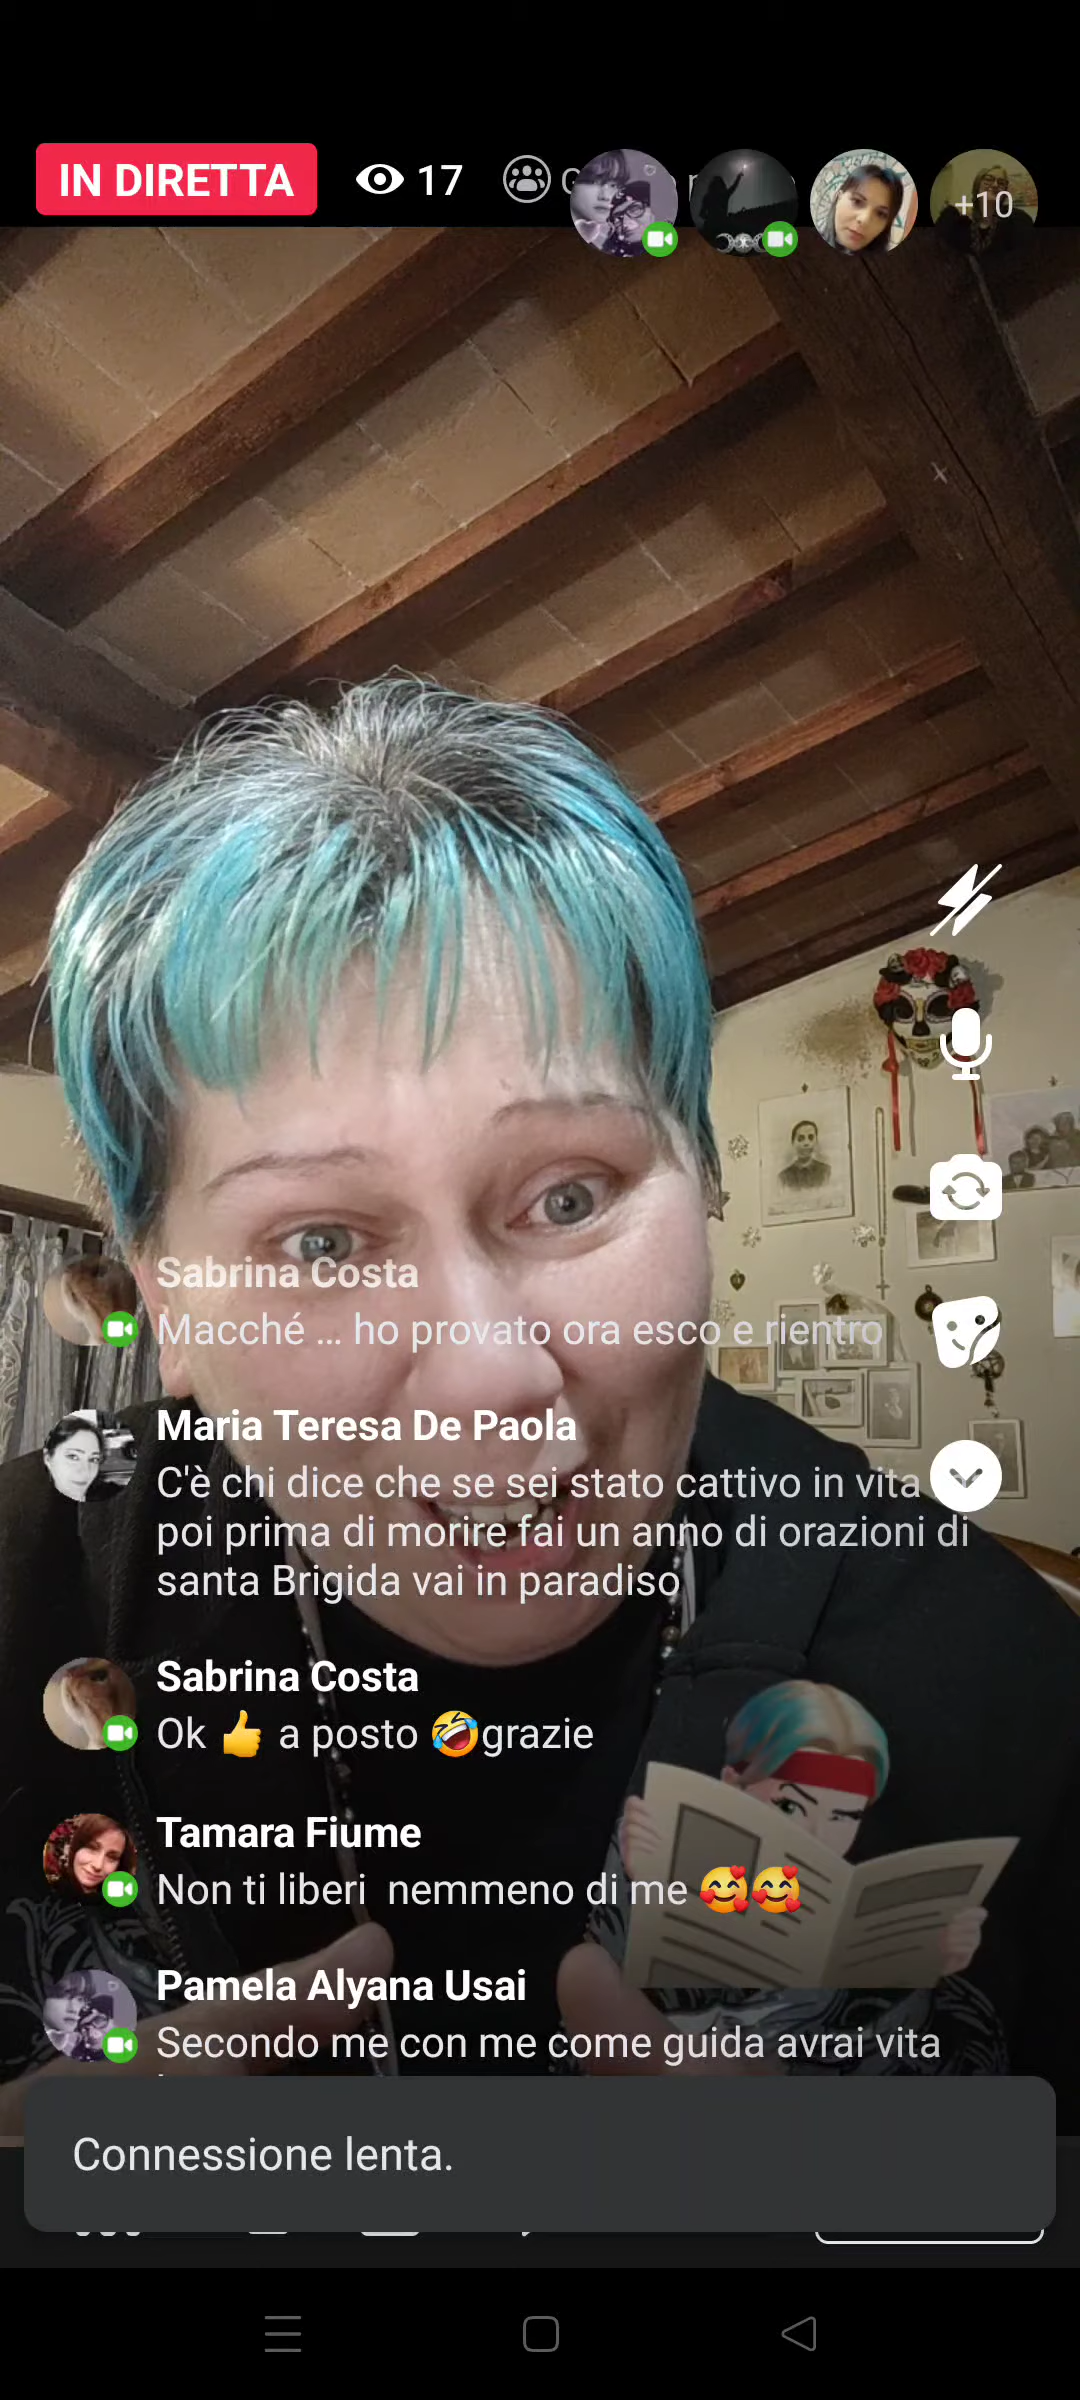 IN DIRETTA
17
+10
Sabrina Costa
Macché ... ho provato ora esco e rientro
Maria Teresa De Paola
C'è chi dice che se sei stato cattivo in vita
poi prima di morire fai un anno di orazioni di
santa Brigida vai in paradiso
Sabrina Costa
Ok 👍 a posto 🤣grazie
Tamara Fiume
Non ti liberi  nemmeno di me 🥰🥰
Pamela Alyana Usai
Secondo me con me come guida avrai vita
Connessione lenta.